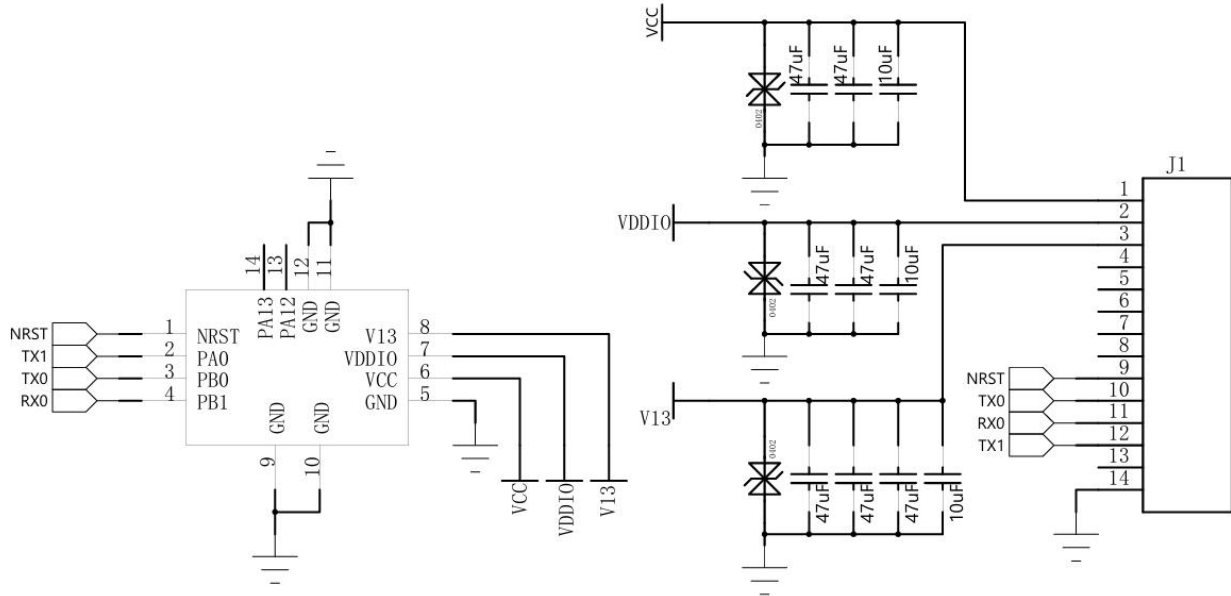 VCC
47uF
47uF
10uF
0402
J1
1
2
3
4
5
6
7
8
9
10
11
12
13
14
VDDIO
47uF
47uF
10uF
0402
V13
0402
47uF
47uF
47uF
10uF
NRST
TX0
RX0
TX1
14
13
12
11
PA13
PA12
GND
GND
NRST
1
NRST
TX1
2
PA0
TX0
3
PB0
RX0
4
PB1
V13
8
VDDIO
7
VCC
6
GND
5
GND
GND
9
10
VCC
VDDIO
V13